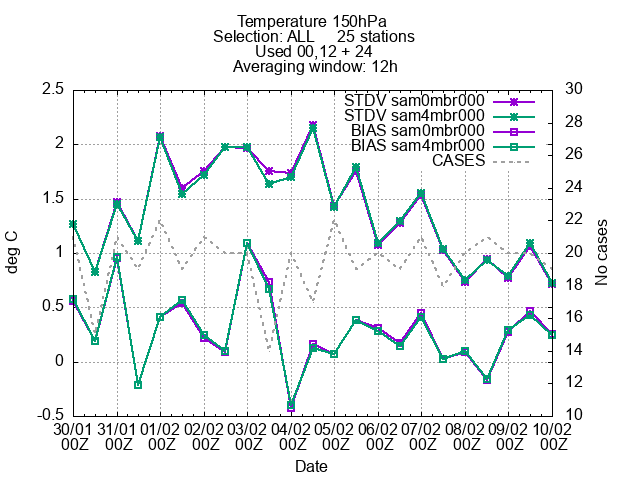 Temperature 150hPa
Selection: ALL 25 stations
Used 00,12 + 24
Averaging window: 12h
STDV sam0mbr000
STDV sam4mbr000
BIAS sam0mbr000
BIAS sam4mbr000
CASES
deg C
2.5
2
1.5
1
0.5
0
-0.5
30
28
26
24
22
20
18
16
14
12
10
No cases
30/01 31/01 01/02 02/02 03/02 04/02 05/02 06/02 07/02 08/02 09/02 10/02
00Z 00Z 00Z 00Z 00Z 00Z 00Z 00Z 00Z 00Z 00Z 00Z
Date